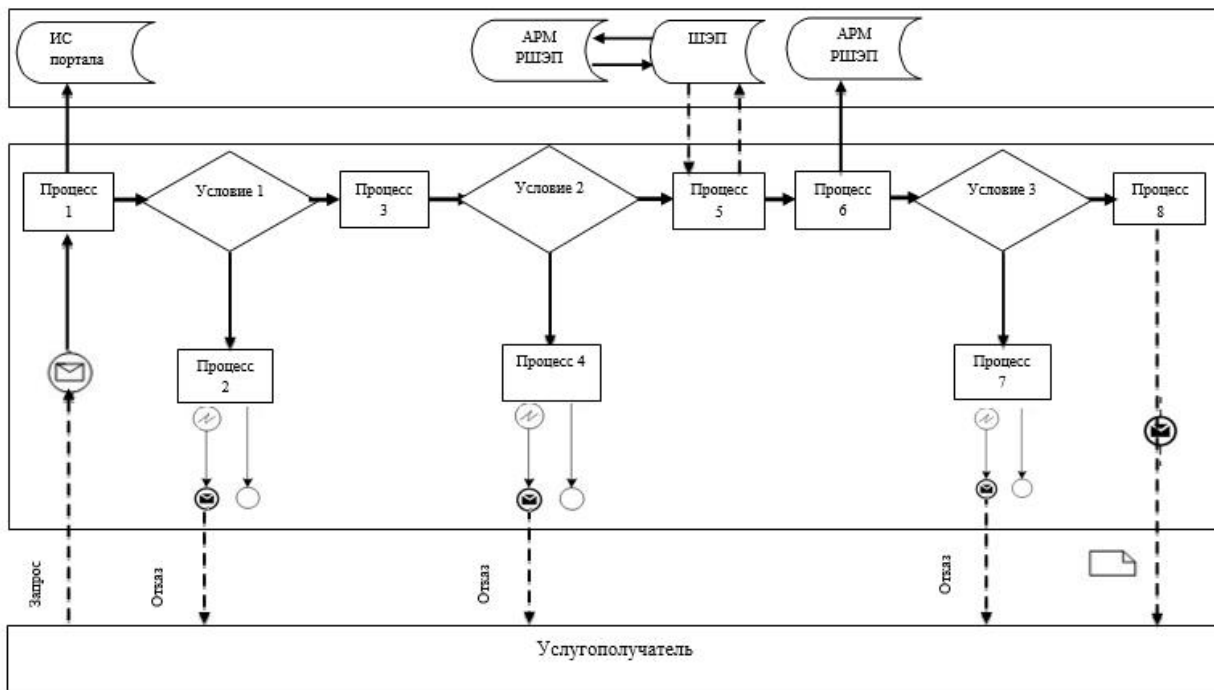 ИС
портала
АРМ
РШЭП
ШЭП
АРМ
РШЭП
Процесс
1
Условие 1
Процесс
3
Условие 2
Процесс
5
Процесс
6
Условие 3
Процесс
8
Процесс
2
Процесс 4
Процесс
7
Запрос
Отказ
Отказ
Отказ
Услугополучатель